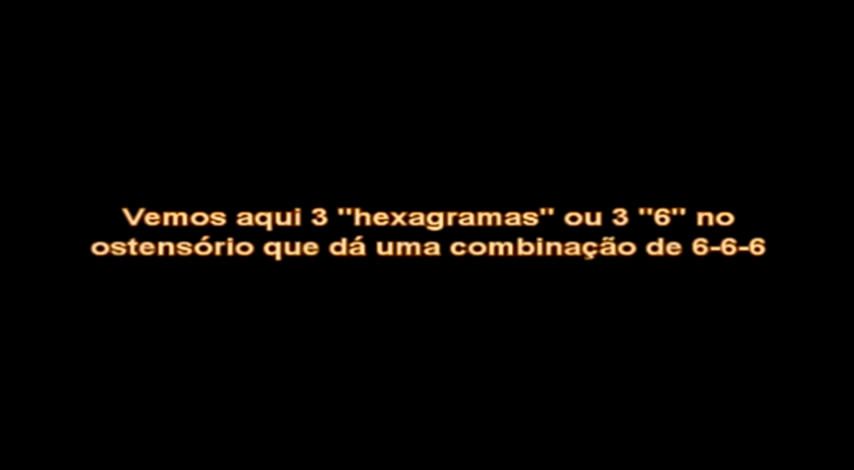 Vemos aqui 3 "hexagramas" ou 3 "6" no
ostensório que dá uma combinação de 6-6-6